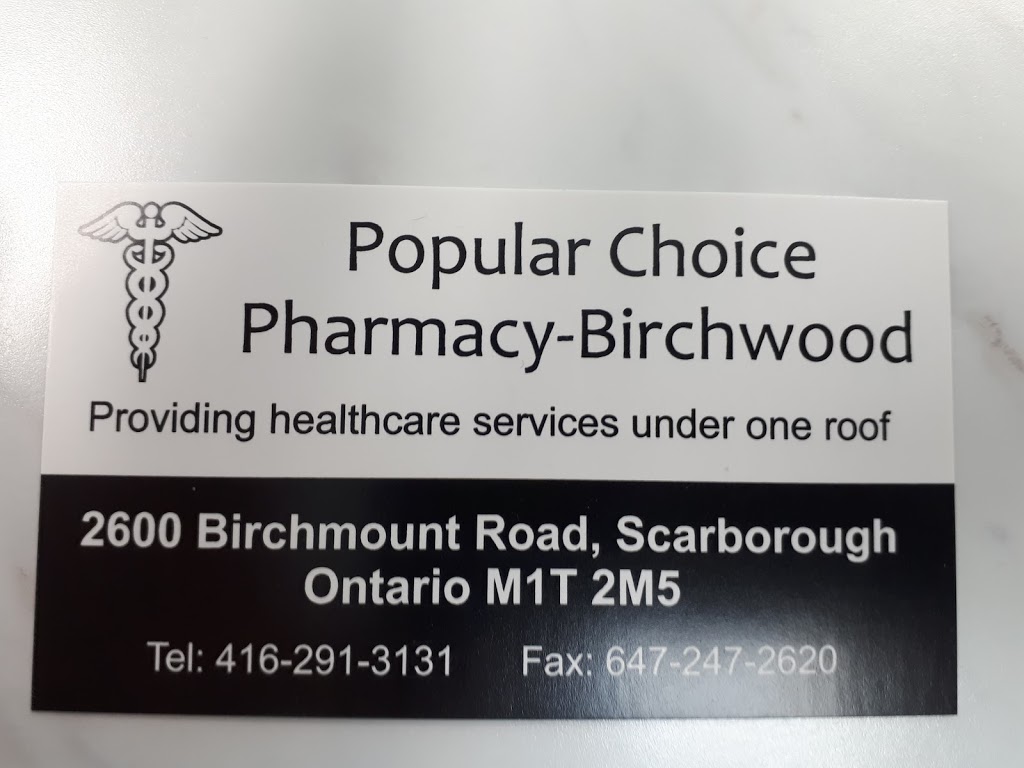 Popular Choice
Pharmacy-Birchwood
Providing healthcare services under one roof
2600 Birchmount Road, Scarborough
Ontario M1T 2M5
Tel: 416-291-3131 Fax: 647-247-2620